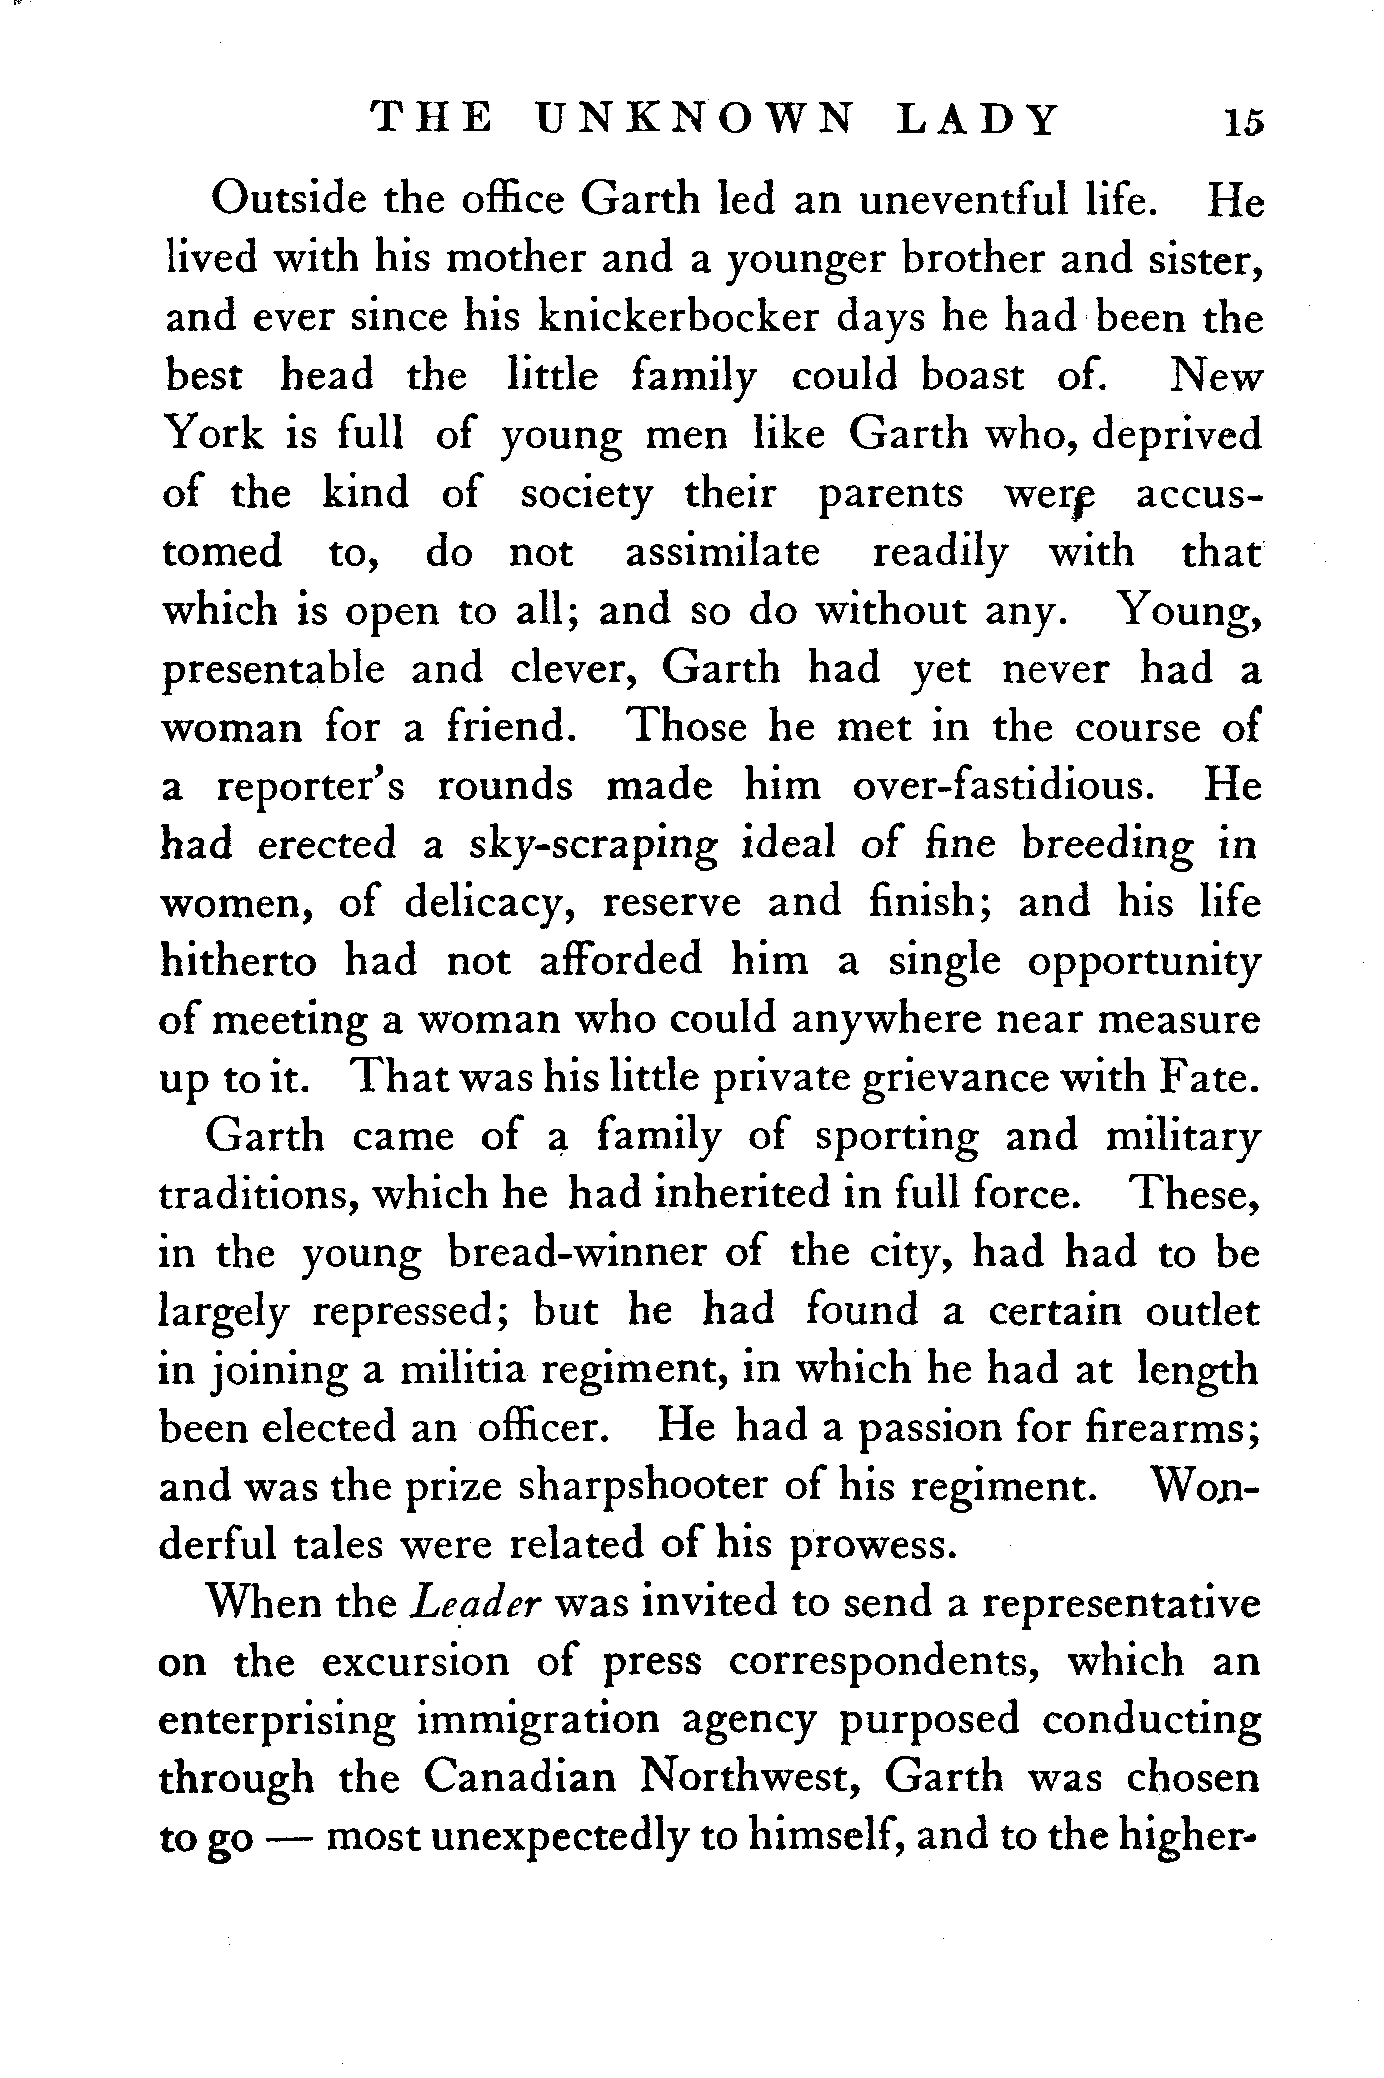 THE UNKNOWN LADY 15
Outside the office Garth led an uneventful life. He
lived with his mother and a younger brother and sister,
and ever since his knickerbocker days he had been the
best head the little family could boast of. New
York is full of young men like Garth who, deprived
of the kind of society their parents were accus-
tomed to, do not assimilate readily with that
which is open to all; and so do without any. Young,
presentable and clever, Garth had yet never had a
woman for a friend. Those he met in the course of
a reporter's rounds made him over-fastidious. He
had erected a sky-scraping ideal of fine breeding in
women, of delicacy, reserve and finish; and his life
hitherto had not afforded him a single opportunity
of meeting a woman who could anywhere near measure
up to it. That was his little private grievance with Fate.
Garth came of a family of sporting and military
traditions, which he had inherited in full force. These,
in the young bread-winner of the city, had had to be
largely repressed; but he had found a certain outlet
in joining a militia regiment, in which he had at length
been elected an officer. He had a passion for firearms;
and was the prize sharpshooter of his regiment. Won-
derful tales were related of his prowess.
When the Leader was invited to send a representative
on the excursion of press correspondents, which an
enterprising immigration agency purposed conducting
through the Canadian Northwest, Garth was chosen
to go — most unexpectedly to himself, and to the higher-